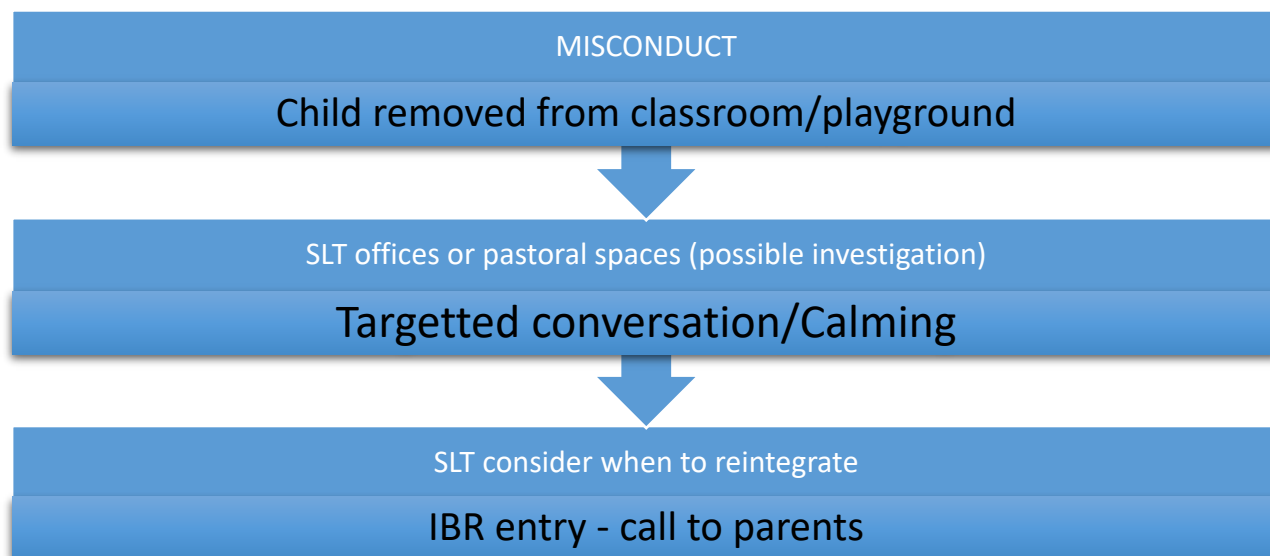 MISCONDUCT
Child removed from classroom/playground
SLT offices or pastoral spaces (possible investigation)
Targetted conversation/Calming
SLT consider when to reintegrate
IBR entry - call to parents